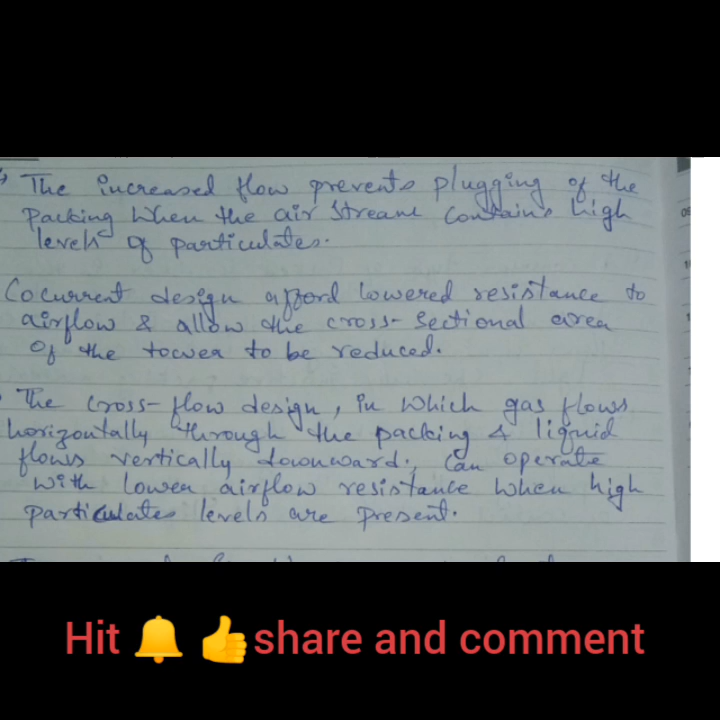 The increased flow prevents plugging of the
packing when the air stream contains high
levels of particulates.
Cocurrent design afford lowered resistance to
airflow & allow the cross-sectional area
of the tower to be reduced.
The cross-flow design, in which gas flows
horizontally through the packing & liquid
flows vertically downward, can operate
with lower airflow resistance when high
particulates levels are present.
Hit 🔔 👍share and comment